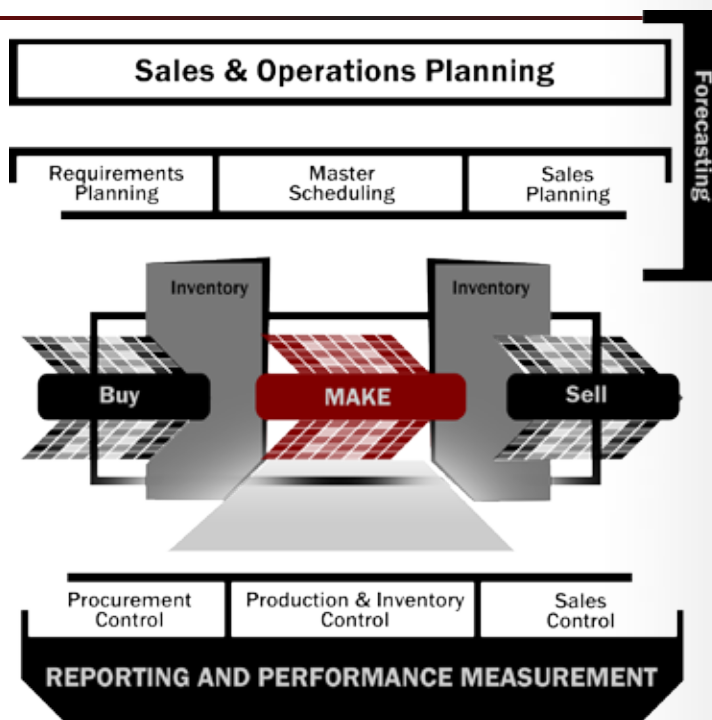 Sales & Operations Planning
Forecasting
Requirements
Planning
Master
Scheduling
Sales
Planning
Inventory
Inventory
Buy
MAKE
Sell
Procurement
Control
Production & Inventory
Control
Sales
Control
REPORTING AND PERFORMANCE MEASUREMENT